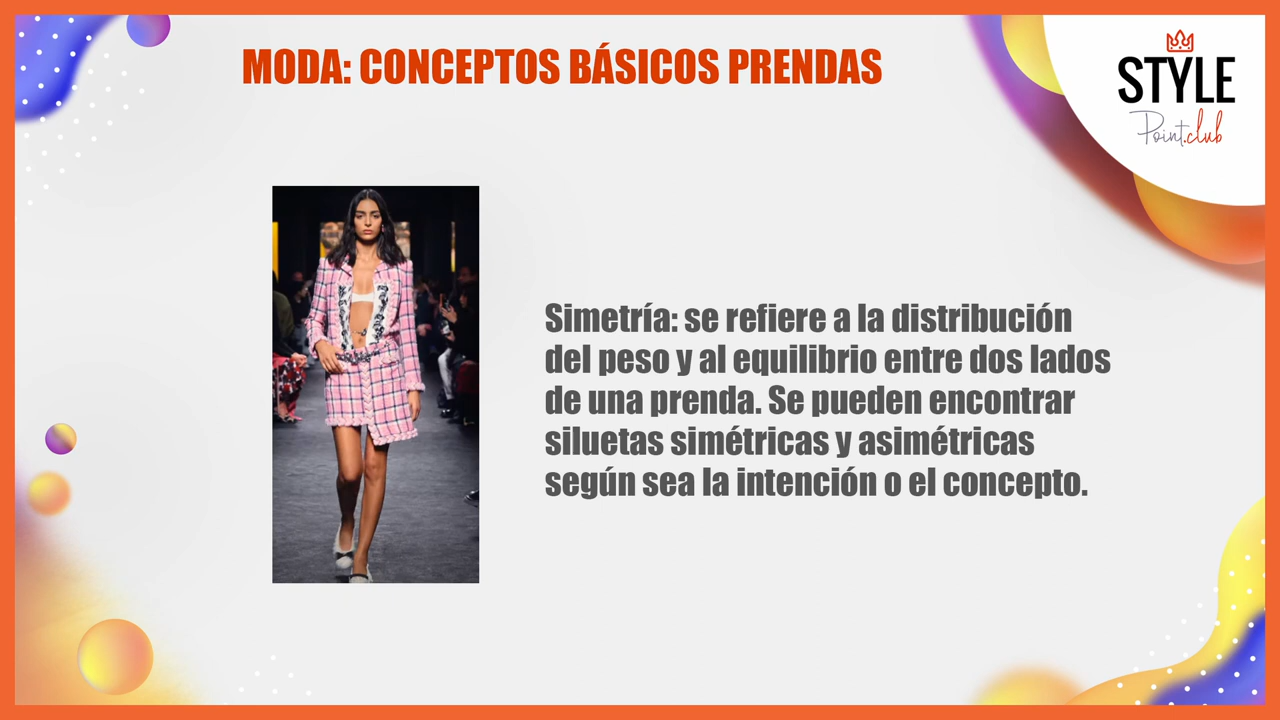 MODA: CONCEPTOS BÁSICOS PRENDAS
STYLE
Point.club
Simetría: se refiere a la distribución
del peso y al equilibrio entre dos lados
de una prenda. Se pueden encontrar
siluetas simétricas y asimétricas
según sea la intención o el concepto.